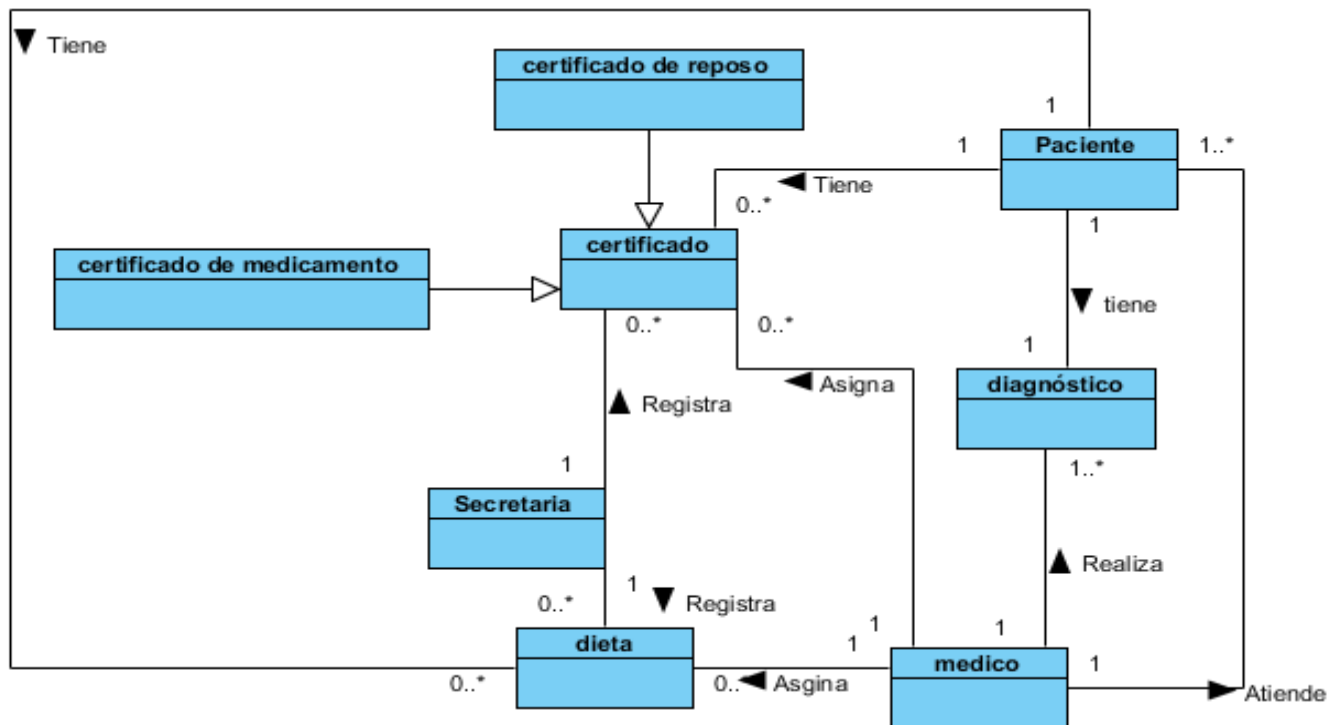 Tiene
certificado de reposo
1
Paciente
1..*
1
Tiene
0..*
1
certificado
certificado de medicamento
tiene
0..*
0..*
1
diagnóstico
Asigna
Registra
1
1..*
Secretaria
Realiza
1
Registra
0..*
1
1
1
dieta
medico
1
0..*
0..
Asgina
Atiende